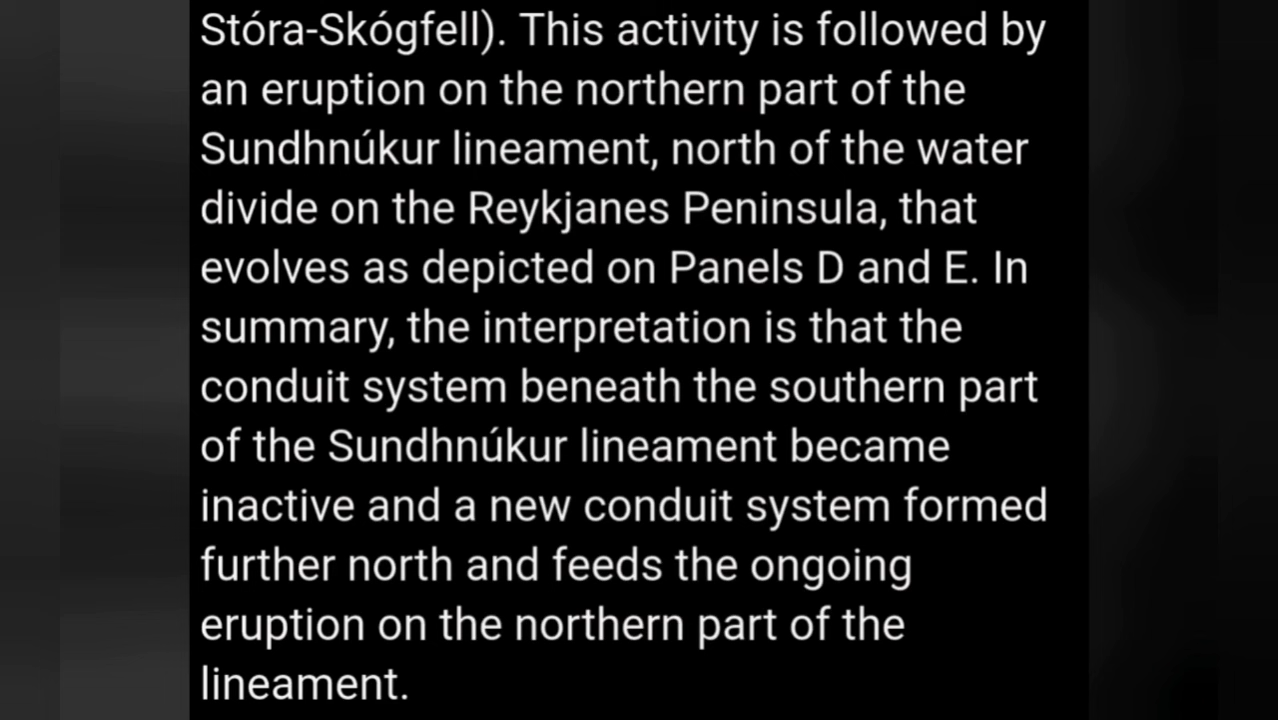 Stóra-Skógfell). This activity is followed by
an eruption on the northern part of the
Sundhnúkur lineament, north of the water
divide on the Reykjanes Peninsula, that
evolves as depicted on Panels D and E. In
summary, the interpretation is that the
conduit system beneath the southern part
of the Sundhnúkur lineament became
inactive and a new conduit system formed
further north and feeds the ongoing
eruption on the northern part of the
lineament.